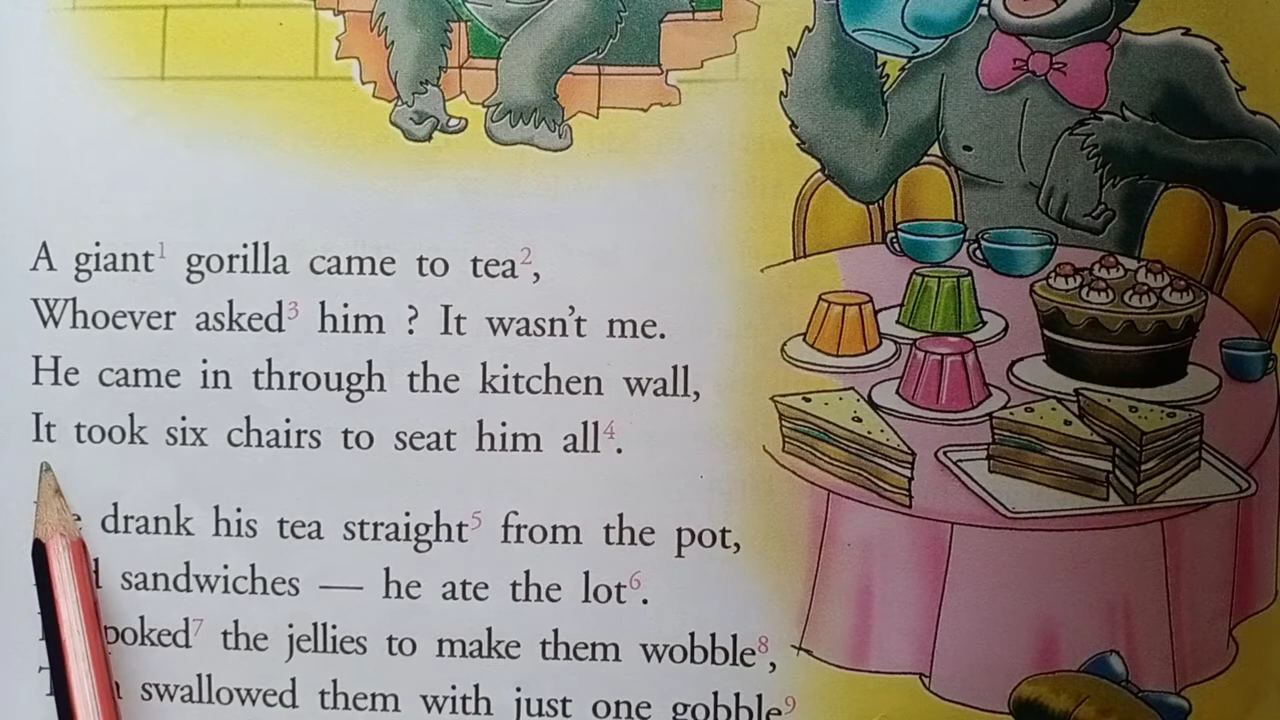 A giant¹ gorilla came to tea²,
Whoever asked³ him ? It wasn't me.
He came in through the kitchen wall,
It took six chairs to seat him all⁴.
drank his tea straight⁵ from the pot,
sandwiches — he ate the lot⁶.
poked⁷ the jellies to make them wobble⁸,
swallowed them with just one gobble⁹